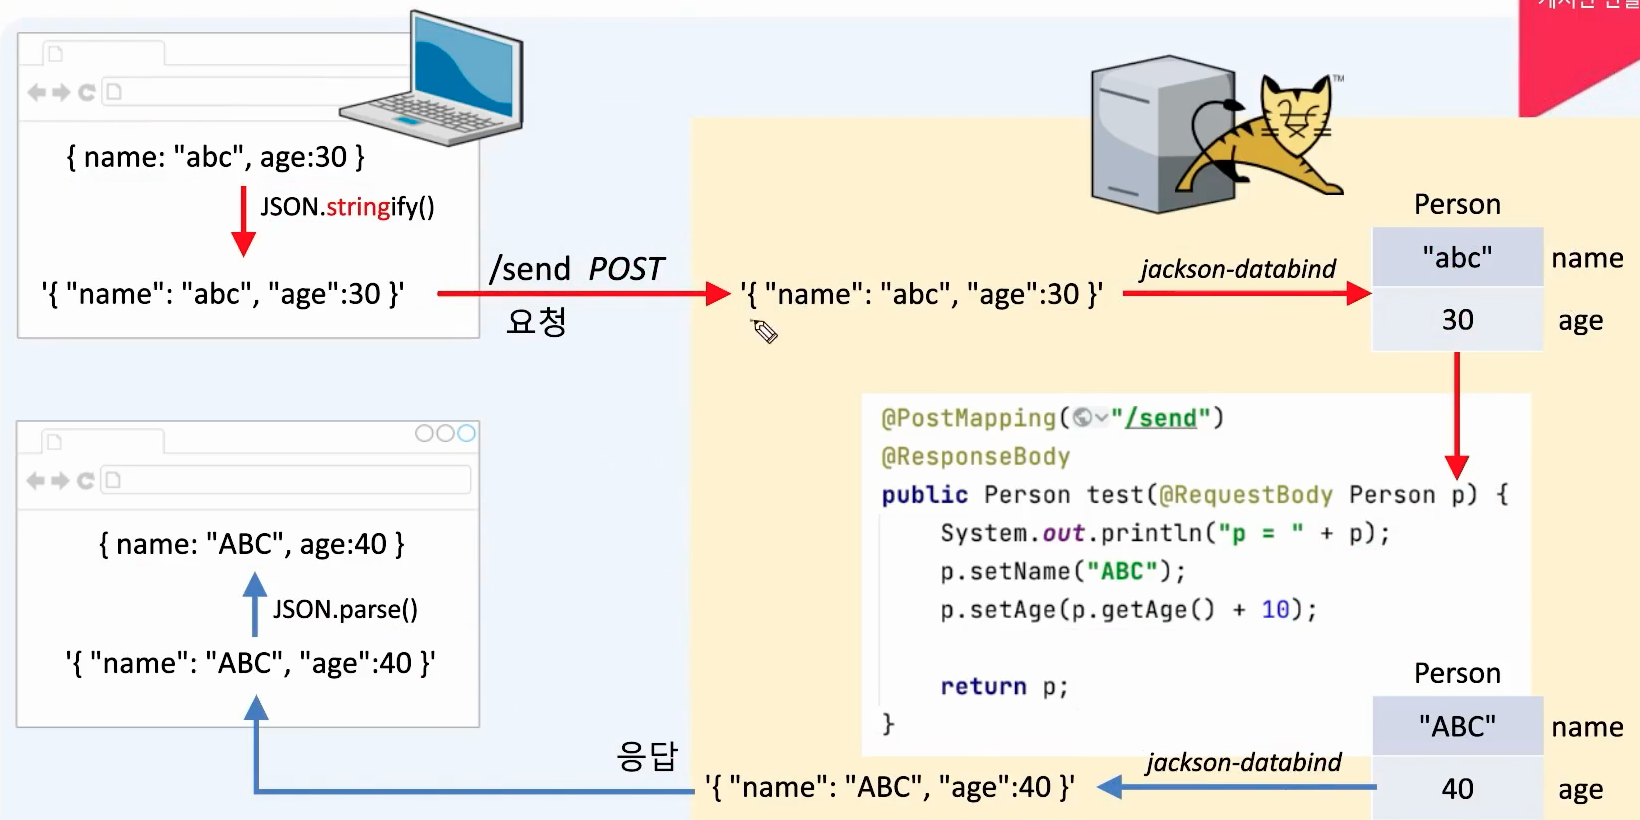 { name: "abc", age:30 }
JSON.stringify()
'{ "name": "abc", "age":30 }'
/send POST
요청
'{ "name": "abc", "age":30 }'
jackson-databind
TM
Person
"abc" name
30 age
@PostMapping("/send")
@ResponseBody
public Person test(@RequestBody Person p) {
System.out.println("p = " + p);
p.setName("ABC");
p.setAge(p.getAge() + 10);
return p;
}
Person
"ABC" name
40 age
jackson-databind
'{ "name": "ABC", "age":40 }'
응답
{ name: "ABC", age:40 }
JSON.parse()
'{ "name": "ABC", "age":40 }'